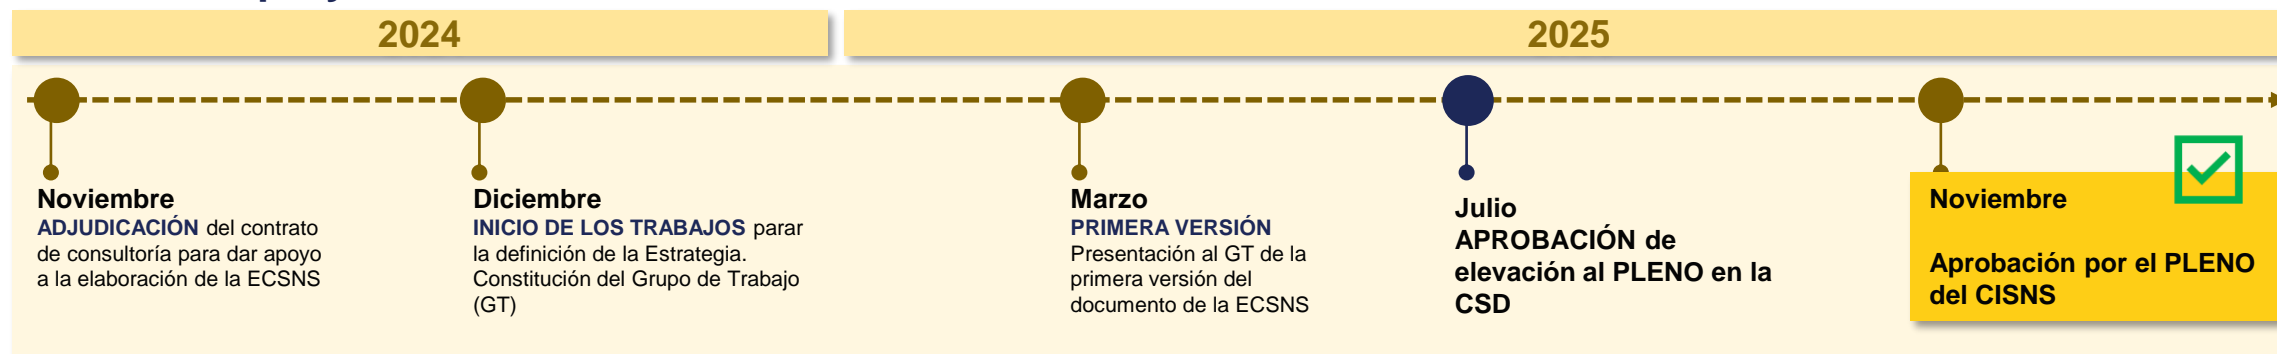 2024
2025
Noviembre
ADJUDICACIÓN del contrato
de consultoría para dar apoyo
a la elaboración de la ECSNS
Diciembre
INICIO DE LOS TRABAJOS parar
la definición de la Estrategia.
Constitución del Grupo de Trabajo
(GT)
Marzo
PRIMERA VERSIÓN
Presentación al GT de la
primera versión del
documento de la ECSNS
Julio
APROBACIÓN de
elevación al PLENO en la
CSD
Noviembre
Aprobación por el PLENO
del CISNS